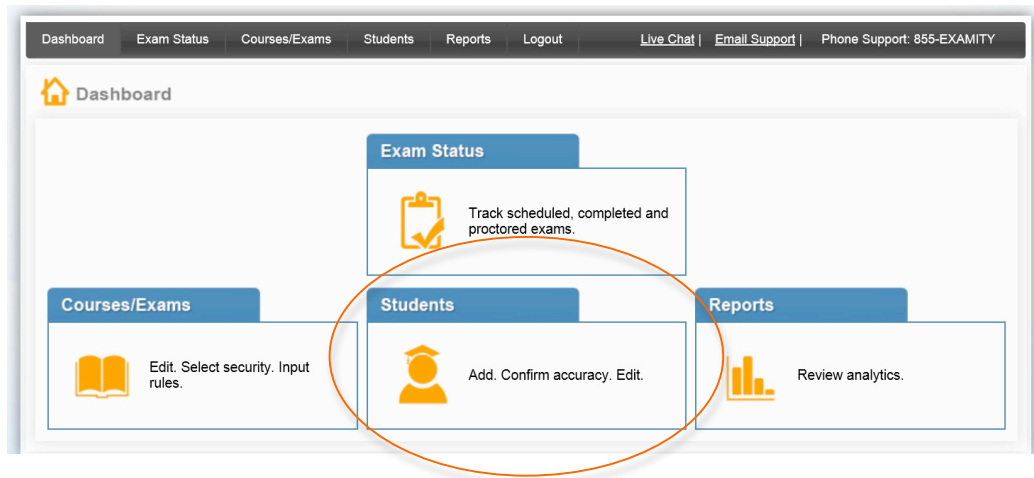 Dashboard Exam Status Courses/Exams Students Reports Logout Live Chat | Email Support | Phone Support: 855-EXAMITY
Dashboard
Exam Status
Track scheduled, completed and
proctored exams.
Courses/Exams
Edit. Select security. Input
rules.
Students
Add. Confirm accuracy. Edit.
Reports
Review analytics.